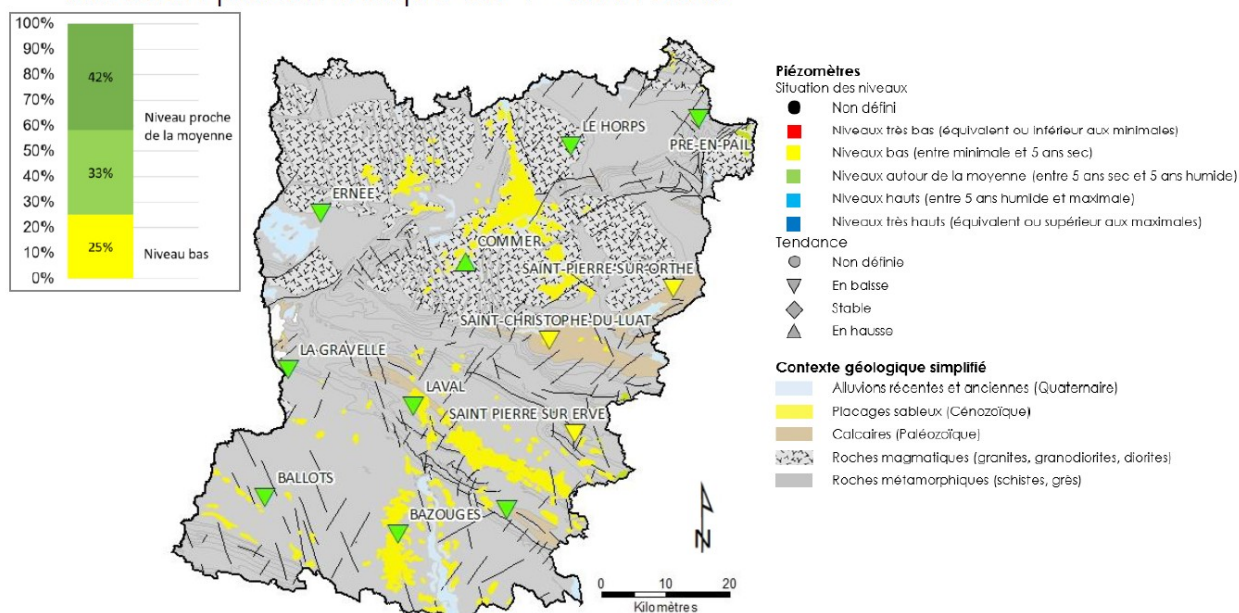 100%
90%
80%
70%
60%
50%
40%
30%
20%
10%
0%
42%
33%
25%
Niveau proche
de la moyenne
Niveau bas
LE HORPS
PRE-EN-PAIL
ERNEE
COMMER
SAINT-PIERRE SUR ORTHE
SAINT-CHRISTOPHE-DU-LUAT
LA GRAVELLE
LAVAL
SAINT PIERRE SUR ERVE
BALLOTS
BAZOUGES
N
0 10 20
Kilomètres
Piézomètres
Situation des niveaux
Non défini
Niveaux très bas (équivalent ou inférieur aux minimales)
Niveaux bas (entre minimale et 5 ans sec)
Niveaux autour de la moyenne (entre 5 ans sec et 5 ans humide)
Niveaux hauts (entre 5 ans humide et maximale)
Niveaux très hauts (équivalent ou supérieur aux maximales)
Tendance
Non définie
En baisse
Stable
En hausse
Contexte géologique simplifié
Alluvions récentes et anciennes (Quaternaire)
Placages sableux (Cénozoïque)
Calcaires (Paléozoïque)
Roches magmatiques (granites, granodiorites, diorites)
Roches métamorphiques (schistes, grès)